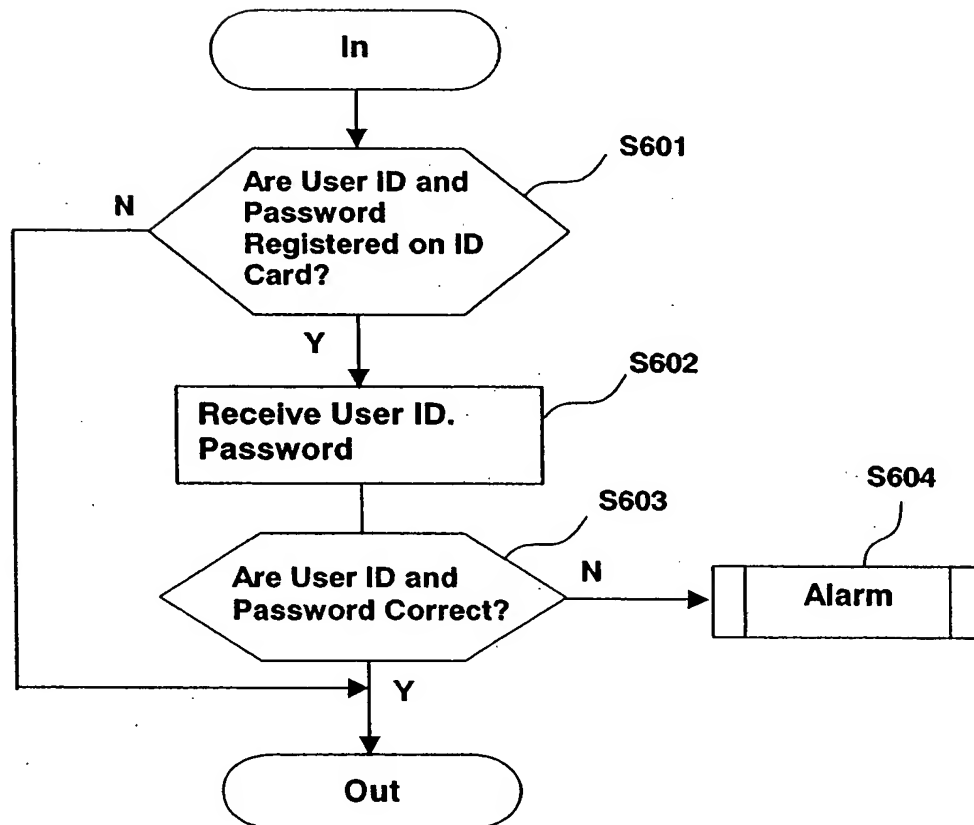 In
S601
Are User ID and
Password
Registered on ID
Card?
N
Y
S602
Receive User ID.
Password
S603
S604
Are User ID and
Password Correct?
N
Alarm
Y
Out